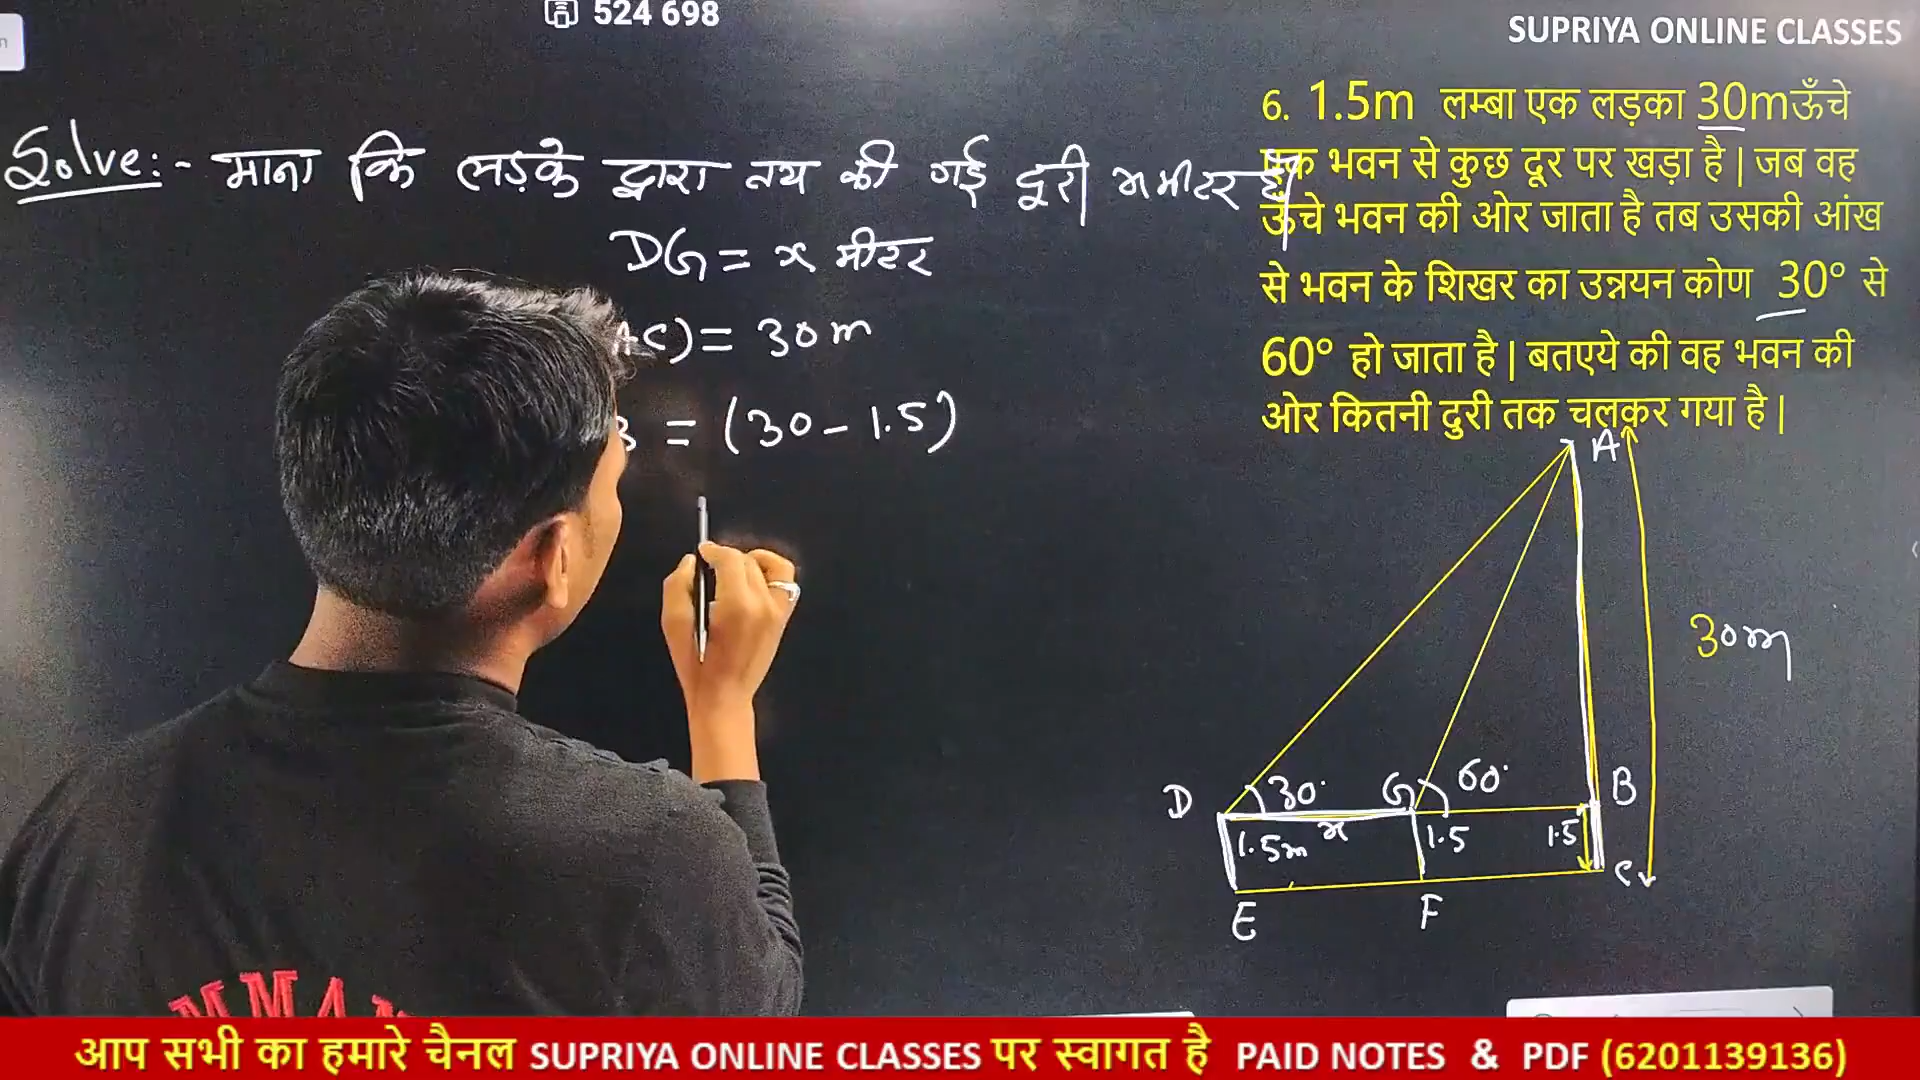 524 698
SUPRIYA ONLINE CLASSES
6. 1.5m लम्बा एक लड़का 30mऊँचे
एक भवन से कुछ दूर पर खड़ा है | जब वह
ऊँचे भवन की ओर जाता है तब उसकी आंख
से भवन के शिखर का उन्नयन कोण 30° से
60° हो जाता है | बतएये की वह भवन की
ओर कितनी दुरी तक चलकर गया है |
Solve:- माना कि लड़के द्वारा तय की गई दूरी x मीटर है
DG = x मीटर
AC) = 30m
B = (30 - 1.5)
A
30m
D 30° G 60° B
1.5m x 1.5 1.5
C
E F
आप सभी का हमारे चैनल SUPRIYA ONLINE CLASSES पर स्वागत है PAID NOTES & PDF (6201139136)